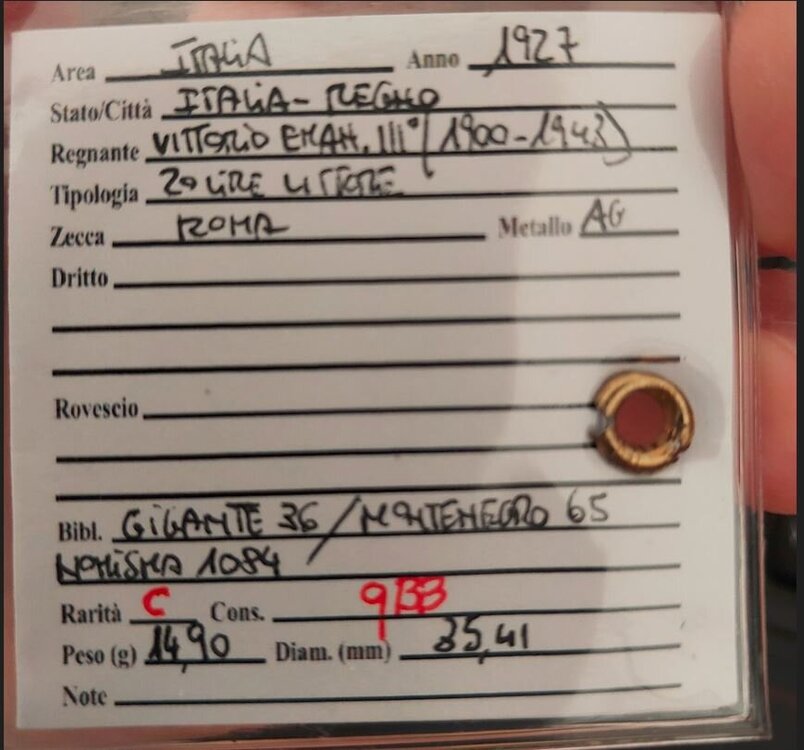 Area ITALIA Anno 1927
Stato/Città ITALIA - REGNO
Regnante VITTORIO EMAN. III° (1900-1943)
Tipologia 20 LIRE LITTORE
Zecca ROMA Metallo AG
Dritto
Rovescio
Bibl. GIGANTE 36 / MONTENEGRO 65
NOMISMA 1084
Rarità C Cons. qBB
Peso (g) 14,90 Diam. (mm) 35,41
Note